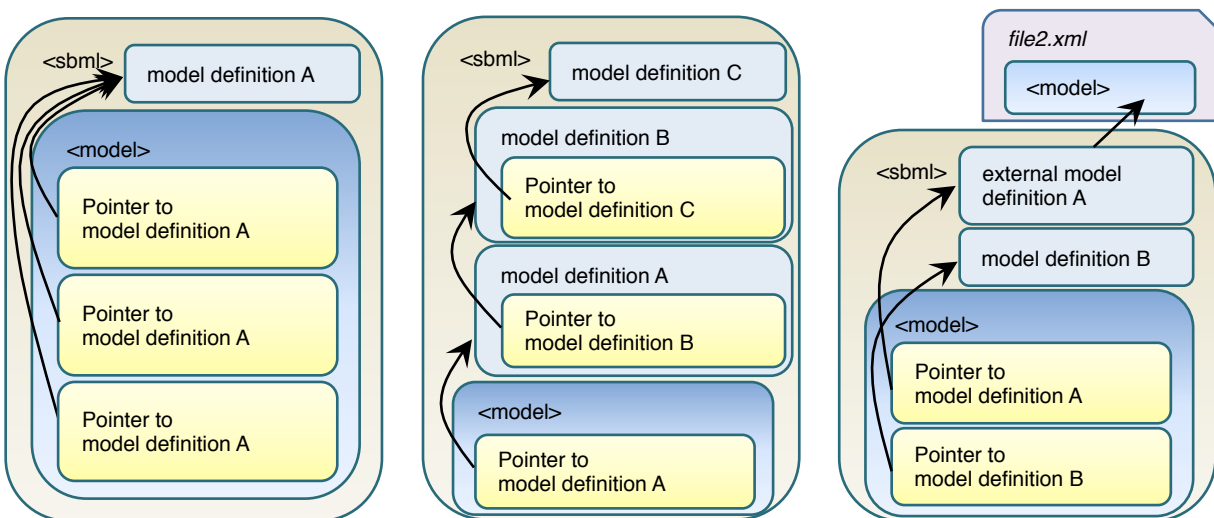 <sbml>
model definition A
<model>
Pointer to
model definition A
Pointer to
model definition A
Pointer to
model definition A
<sbml>
model definition C
model definition B
Pointer to
model definition C
model definition A
Pointer to
model definition B
<model>
Pointer to
model definition A
file2.xml
<model>
<sbml>
external model
definition A
model definition B
<model>
Pointer to
model definition A
Pointer to
model definition B